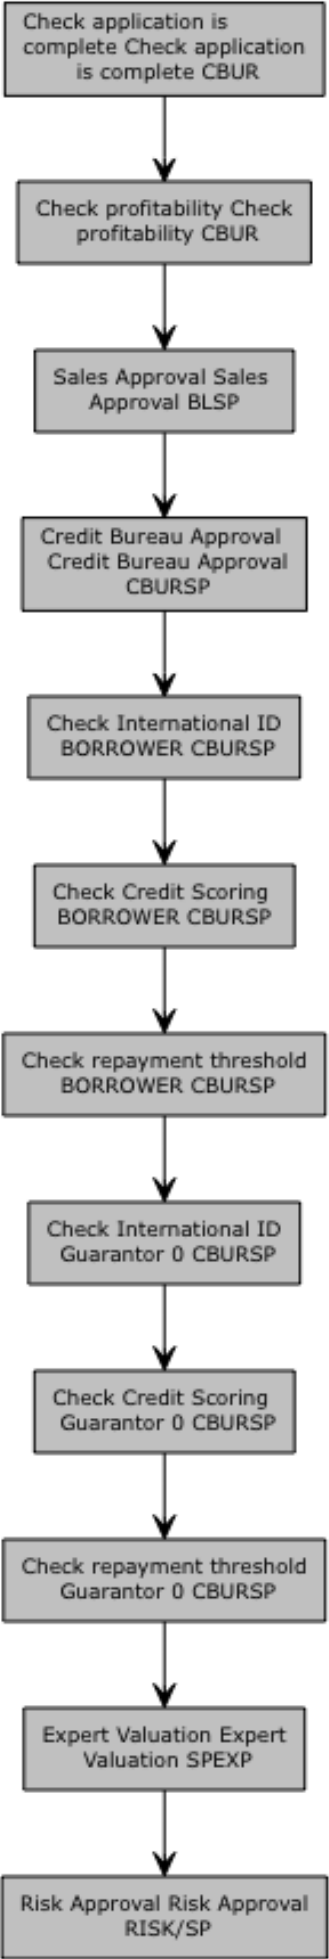 Check application is
complete Check application
is complete CBUR
Check profitability Check
profitability CBUR
Sales Approval Sales
Approval BLSP
Credit Bureau Approval
Credit Bureau Approval
CBURSP
Check International ID
BORROWER CBURSP
Check Credit Scoring
BORROWER CBURSP
Check repayment threshold
BORROWER CBURSP
Check International ID
Guarantor 0 CBURSP
Check Credit Scoring
Guarantor 0 CBURSP
Check repayment threshold
Guarantor 0 CBURSP
Expert Valuation Expert
Valuation SPEXP
Risk Approval Risk Approval
RISK/SP